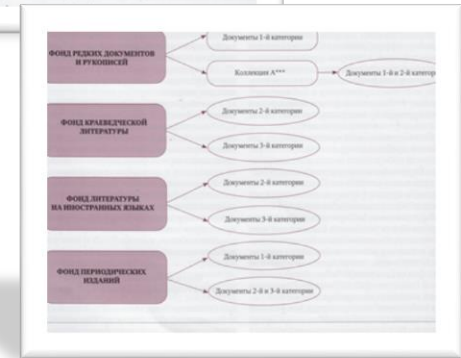 ФОНД РЕДКИХ ДОКУМЕНТОВ
И РУКОПИСЕЙ
Документы 1-й категории
Коллекция А***
Документы 1-й и 2-й категор
ФОНД КРАЕВЕДЧЕСКОЙ
ЛИТЕРАТУРЫ
Документы 2-й категории
Документы 3-й категории
ФОНД ЛИТЕРАТУРЫ
НА ИНОСТРАННЫХ ЯЗЫКАХ
Документы 2-й категории
Документы 3-й категории
ФОНД ПЕРИОДИЧЕСКИХ
ИЗДАНИЙ
Документы 1-й категории
Документы 2-й и 3-й категории